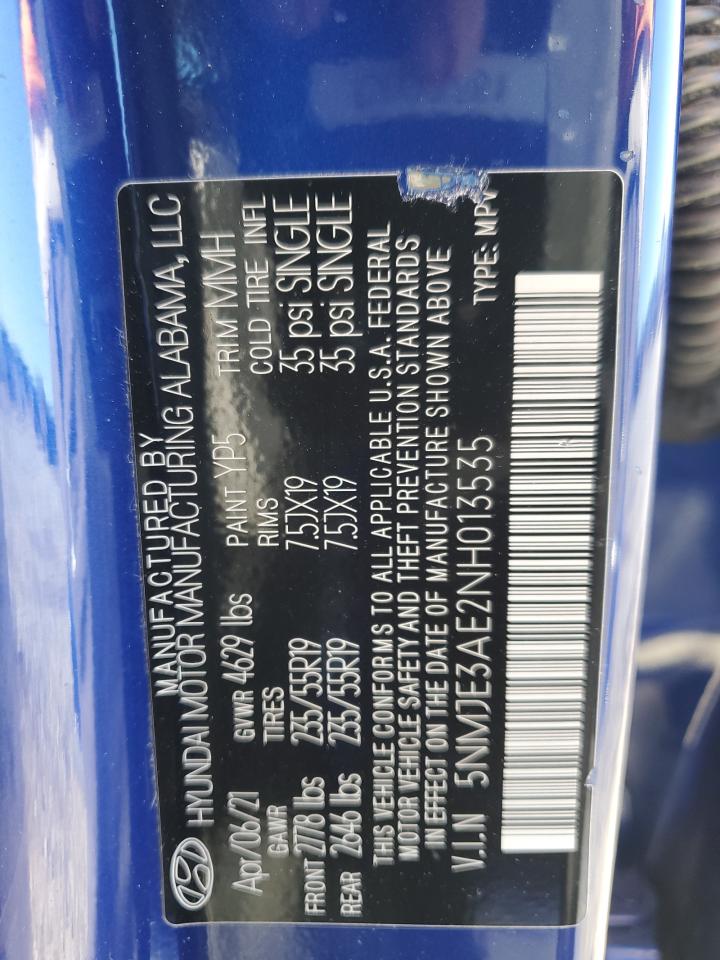 MANUFACTURED BY
HYUNDAI MOTOR MANUFACTURING ALABAMA, LLC
Apr/06/21 GVWR 4629 lbs PAINT YP5 TRIM MMH
GAWR TIRES RIMS COLD TIRE INFL
FRONT 2778 lbs 235/55R19 7.5JX19 35 psi SINGLE
REAR 2646 lbs 235/55R19 7.5JX19 35 psi SINGLE
THIS VEHICLE CONFORMS TO ALL APPLICABLE U.S.A. FEDERAL
MOTOR VEHICLE SAFETY AND THEFT PREVENTION STANDARDS
IN EFFECT ON THE DATE OF MANUFACTURE SHOWN ABOVE
V.I.N 5NMJE3AE2NH013535 TYPE: MPV